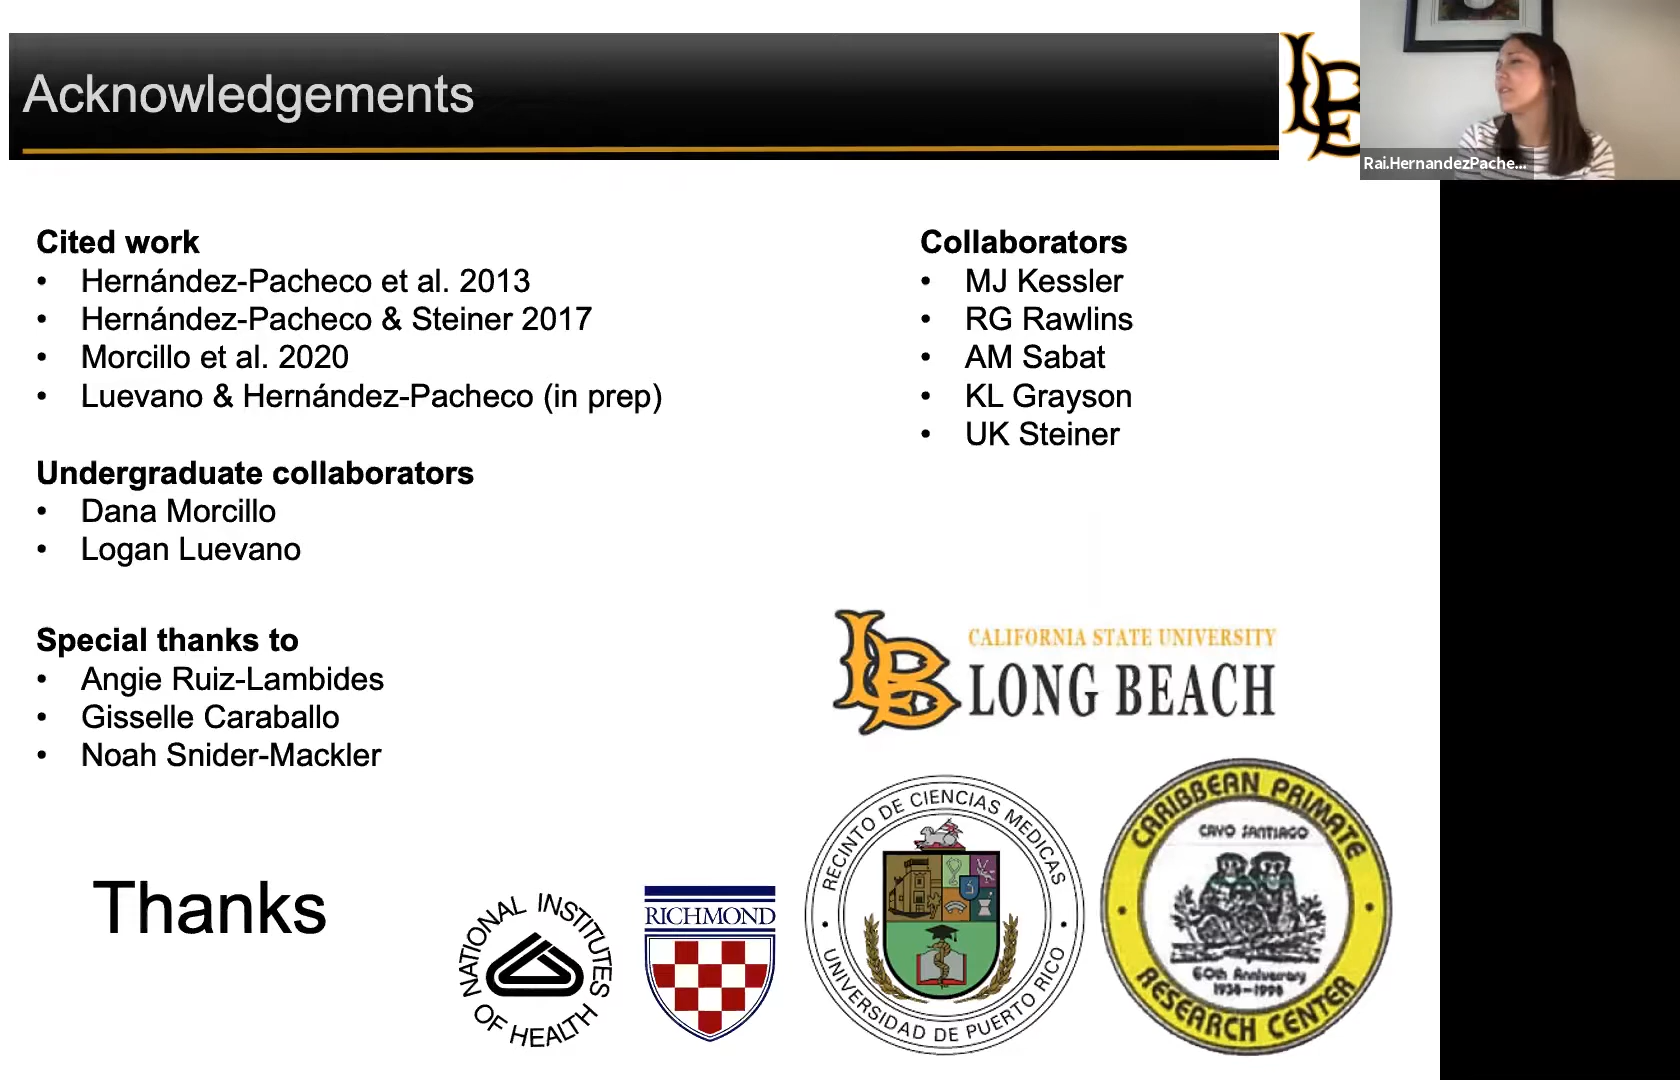 Acknowledgements
LB
Rai.HernandezPache...
Cited work
• Hernández-Pacheco et al. 2013
• Hernández-Pacheco & Steiner 2017
• Morcillo et al. 2020
• Luevano & Hernández-Pacheco (in prep)
Undergraduate collaborators
• Dana Morcillo
• Logan Luevano
Special thanks to
• Angie Ruiz-Lambides
• Gisselle Caraballo
• Noah Snider-Mackler
Collaborators
• MJ Kessler
• RG Rawlins
• AM Sabat
• KL Grayson
• UK Steiner
LB
CALIFORNIA STATE UNIVERSITY
LONG BEACH
Thanks
NATIONAL INSTITUTES
OF HEALTH
RICHMOND
RECINTO DE CIENCIAS MEDICAS
• UNIVERSIDAD DE PUERTO RICO •
CARIBBEAN PRIMATE
CAYO SANTIAGO
60th Anniversary
1938-1998
• RESEARCH CENTER •